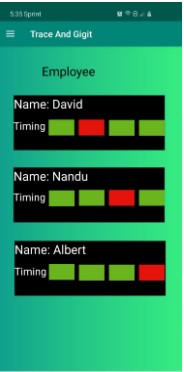 5:35 Sprint
Trace And Gigit
Employee
Name: David
Timing
Name: Nandu
Timing
Name: Albert
Timing